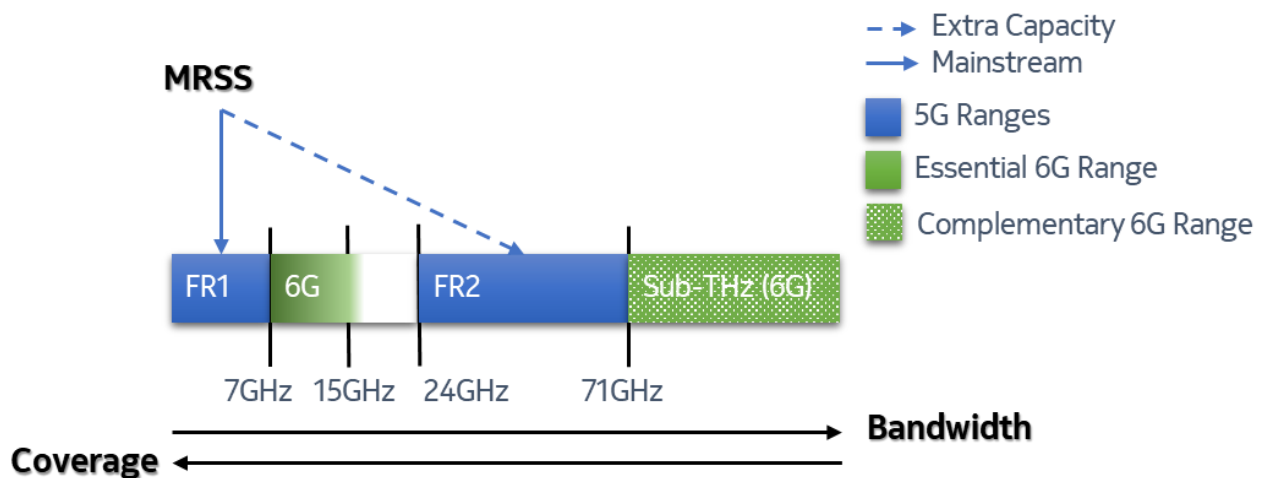 Extra Capacity
Mainstream
MRSS
5G Ranges
Essential 6G Range
Complementary 6G Range
FR1
6G
FR2
Sub-THz (6G)
7GHz
15GHz
24GHz
71GHz
Bandwidth
Coverage